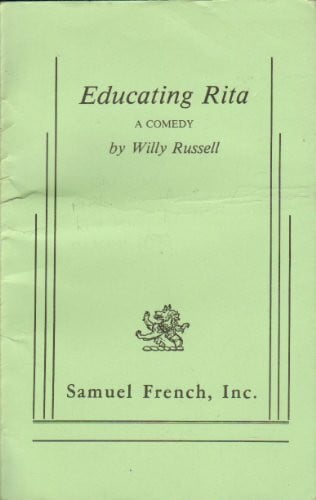 Educating Rita
A COMEDY
by Willy Russell
Samuel French, Inc.